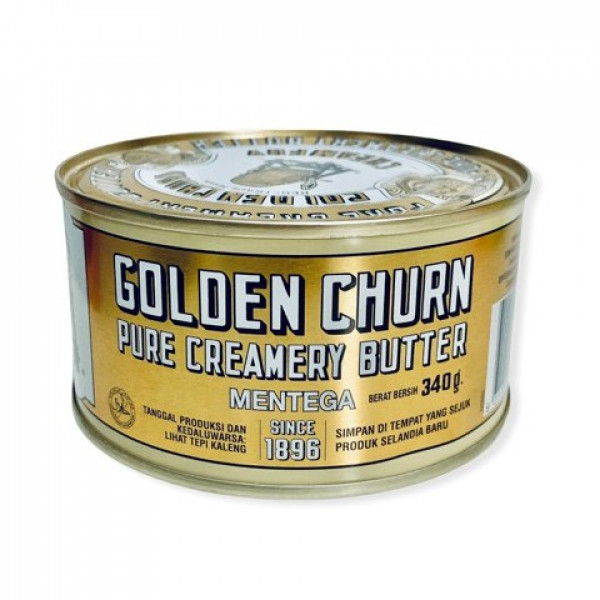 GOLDEN CHURN
PURE CREAMERY BUTTER
MENTEGA
BERAT BERSIH 340g.
TANGGAL PRODUKSI DAN
KEDALUWARSA:
LIHAT TEPI KALENG
SINCE
1896
SIMPAN DI TEMPAT YANG SEJUK
PRODUK SELANDIA BARU